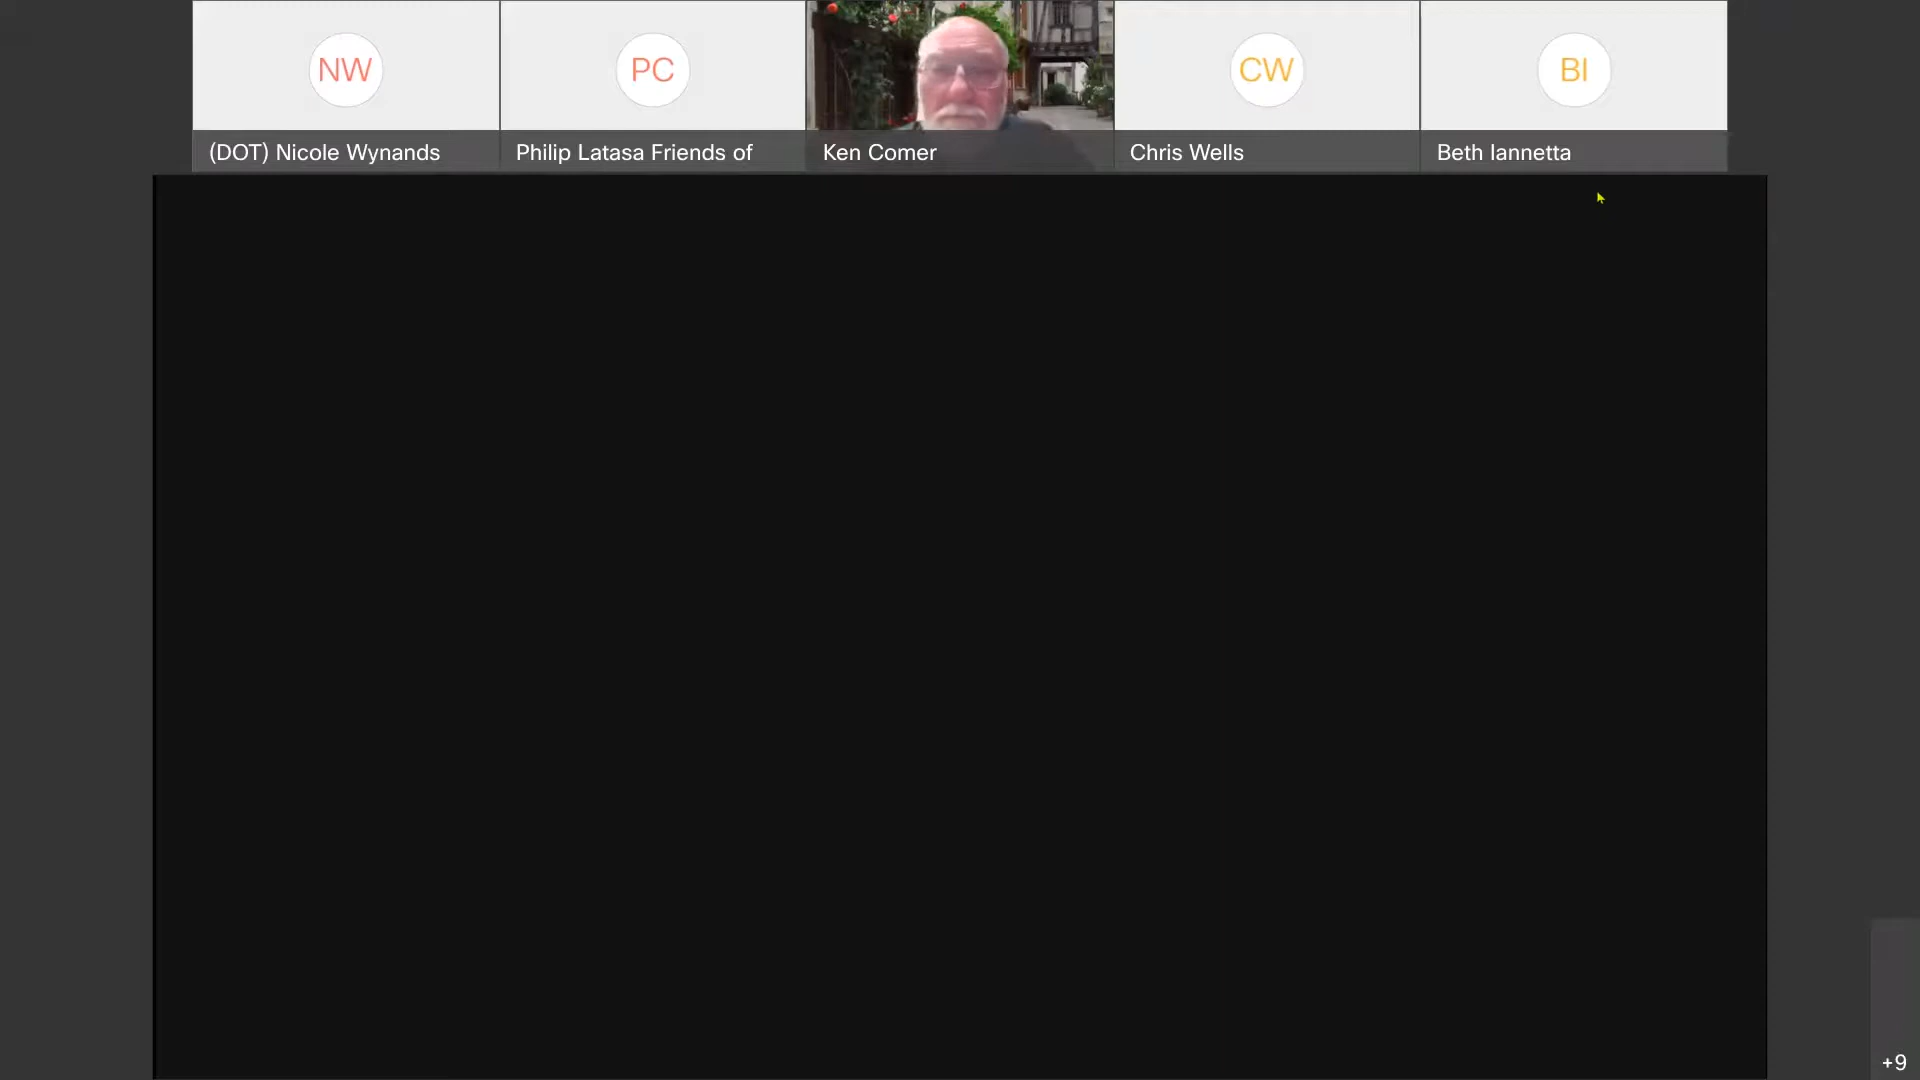 NW
PC
CW
BI
(DOT) Nicole Wynands
Philip Latasa Friends of
Ken Comer
Chris Wells
Beth Iannetta
+9